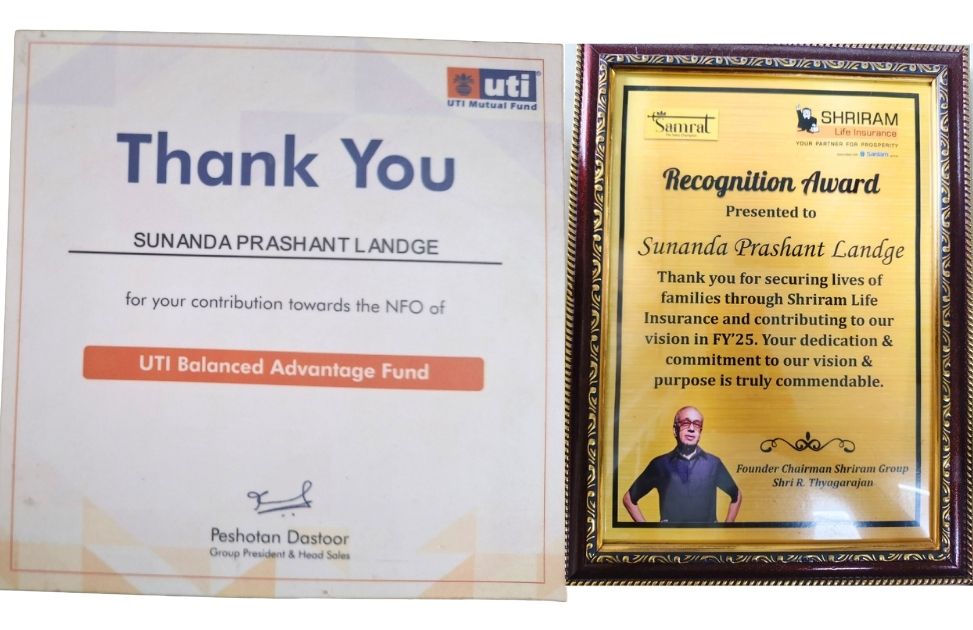 uti
UTI Mutual Fund
Thank You
SUNANDA PRASHANT LANDGE
for your contribution towards the NFO of
UTI Balanced Advantage Fund
Peshotan Dastoor
Group President & Head Sales
Samrat
SHRIRAM
Life Insurance
YOUR PARTNER FOR PROSPERITY
Sanlam
Recognition Award
Presented to
Sunanda Prashant Landge
Thank you for securing lives of
families through Shriram Life
Insurance and contributing to our
vision in FY'25. Your dedication &
commitment to our vision &
purpose is truly commendable.
Founder Chairman Shriram Group
Shri R. Thyagarajan